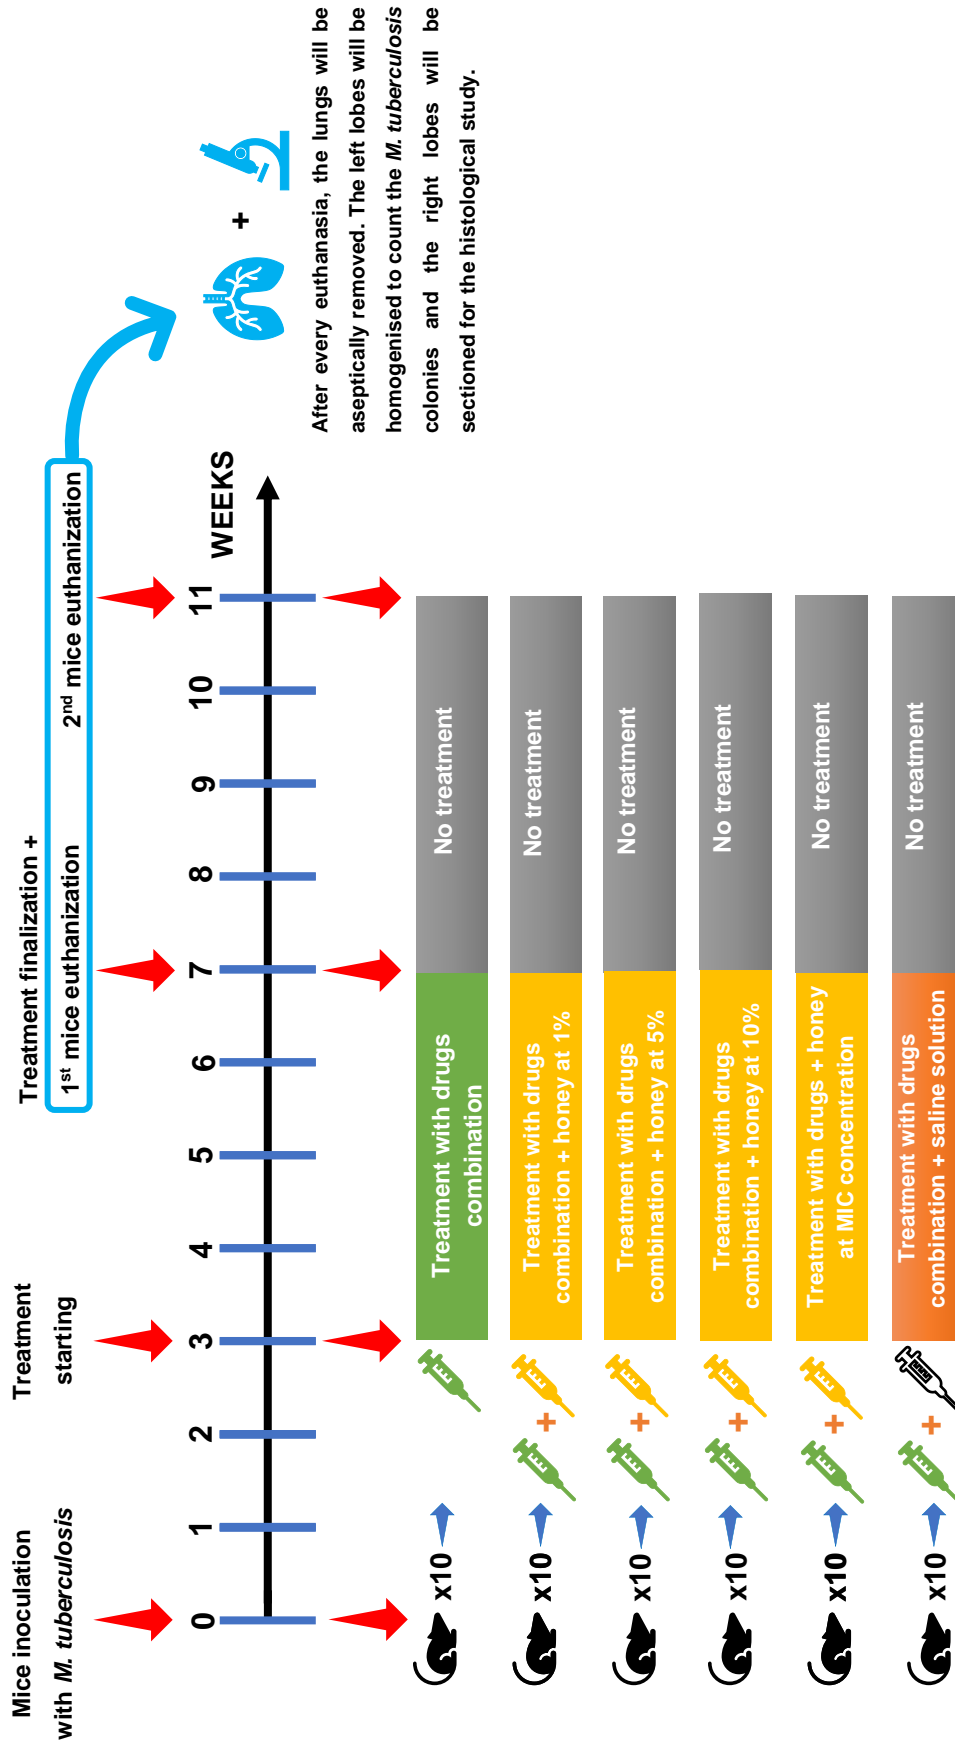 Mice inoculation
with M. tuberculosis
Treatment
starting
Treatment finalization +
1st mice euthanization
2nd mice euthanization
0
1
2
3
4
5
6
7
8
9
10
11
WEEKS
+
After every euthanasia, the lungs will be
aseptically removed. The left lobes will be
homogenised to count the M. tuberculosis
colonies and the right lobes will be
sectioned for the histological study.
x10
Treatment with drugs
combination
No treatment
x10
+
Treatment with drugs
combination + honey at 1%
No treatment
x10
+
Treatment with drugs
combination + honey at 5%
No treatment
x10
+
Treatment with drugs
combination + honey at 10%
No treatment
x10
+
Treatment with drugs + honey
at MIC concentration
No treatment
x10
+
Treatment with drugs
combination + saline solution
No treatment